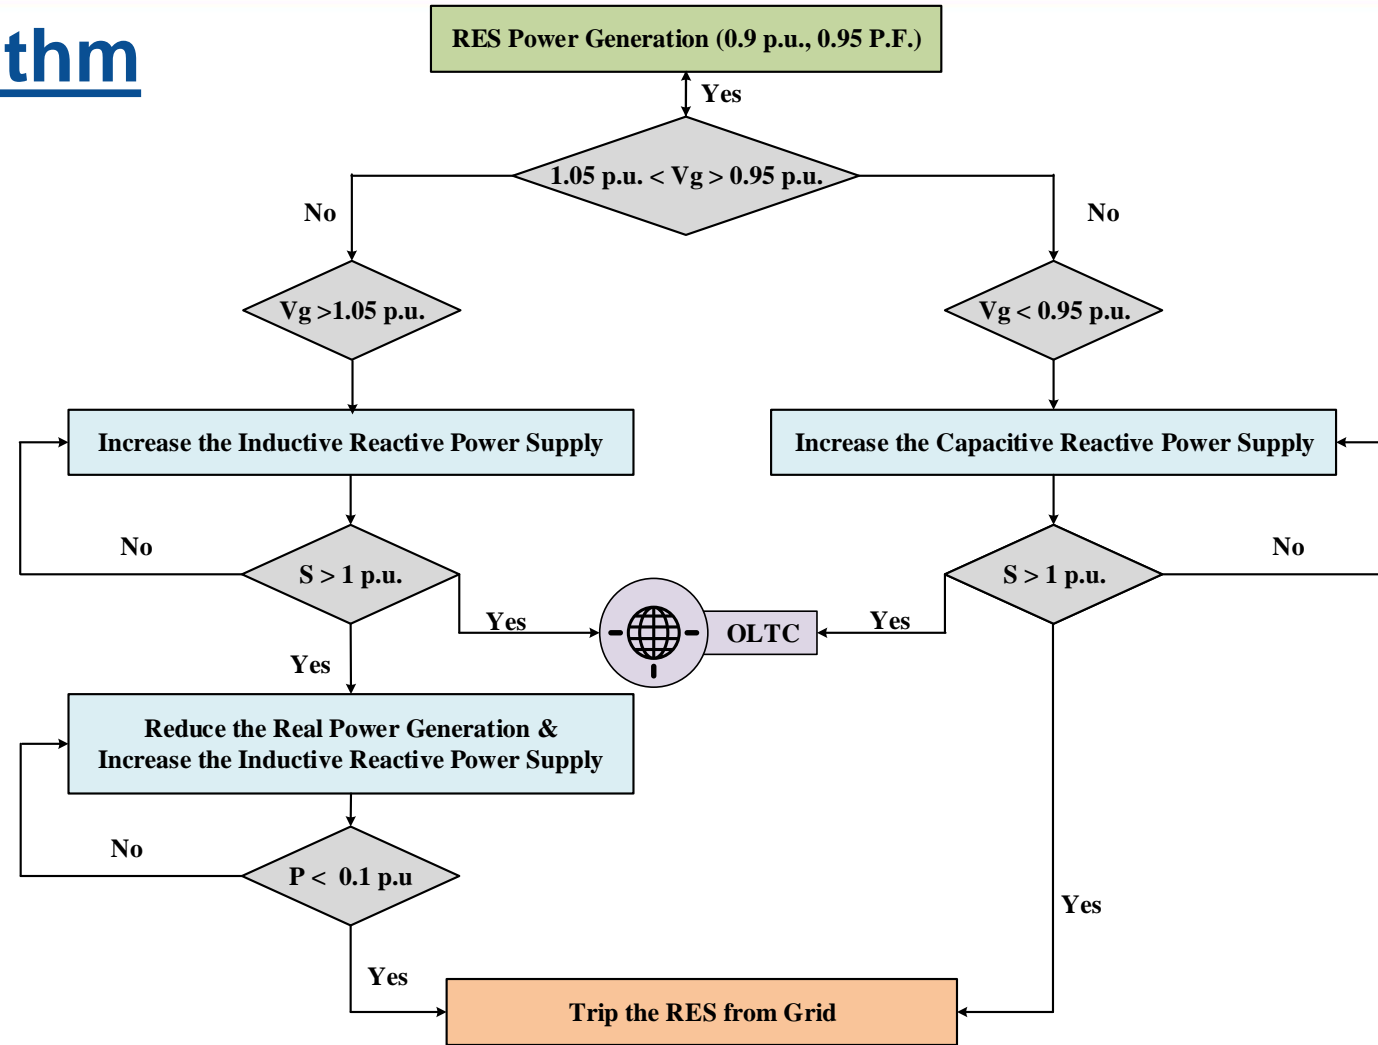 thm
RES Power Generation (0.9 p.u., 0.95 P.F.)
Yes
1.05 p.u. < Vg > 0.95 p.u.
No
No
Vg >1.05 p.u.
Vg < 0.95 p.u.
Increase the Inductive Reactive Power Supply
Increase the Capacitive Reactive Power Supply
No
S > 1 p.u.
S > 1 p.u.
No
Yes
OLTC
Yes
Yes
Reduce the Real Power Generation &
Increase the Inductive Reactive Power Supply
No
P < 0.1 p.u
Yes
Yes
Trip the RES from Grid